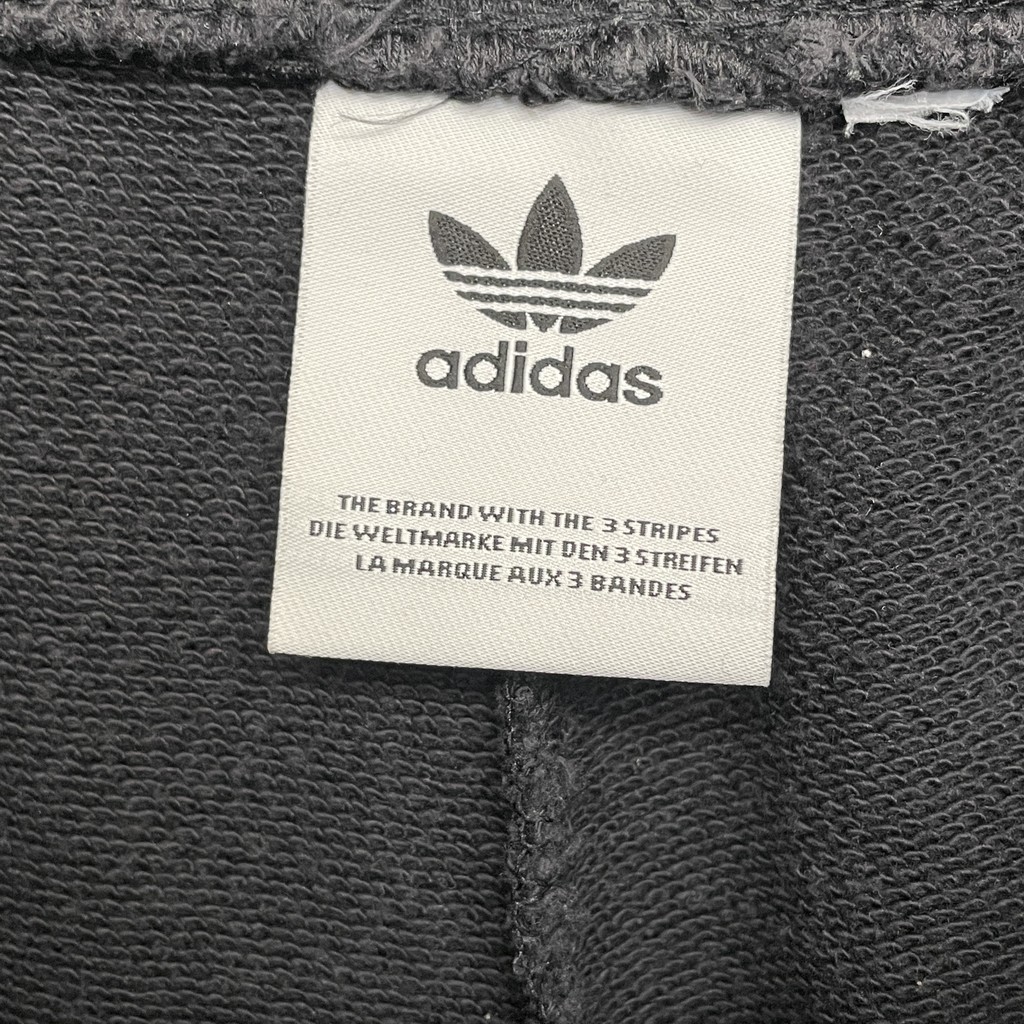 adidas
THE BRAND WITH THE 3 STRIPES
DIE WELTMARKE MIT DEN 3 STREIFEN
LA MARQUE AUX 3 BANDES